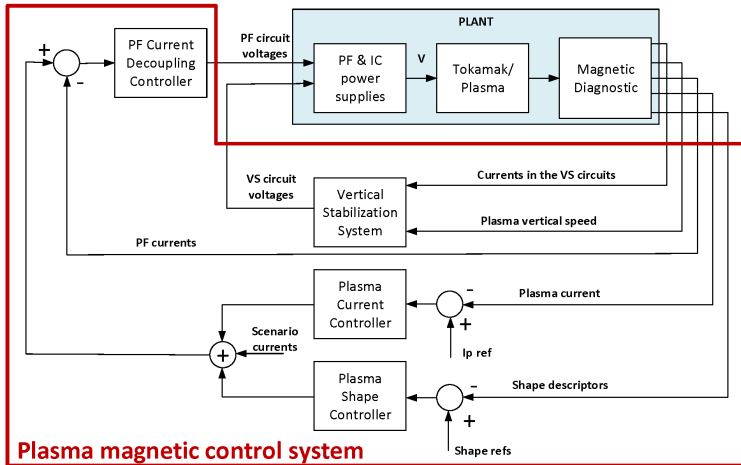 PLANT
+
-
PF Current
Decoupling
Controller
PF circuit
voltages
PF & IC
power
supplies
V
Tokamak/
Plasma
Magnetic
Diagnostic
VS circuit
voltages
Vertical
Stabilization
System
Currents in the VS circuits
Plasma vertical speed
PF currents
Plasma
Current
Controller
-
+
Plasma current
Ip ref
Scenario
currents
+
Plasma
Shape
Controller
-
+
Shape descriptors
Shape refs
Plasma magnetic control system